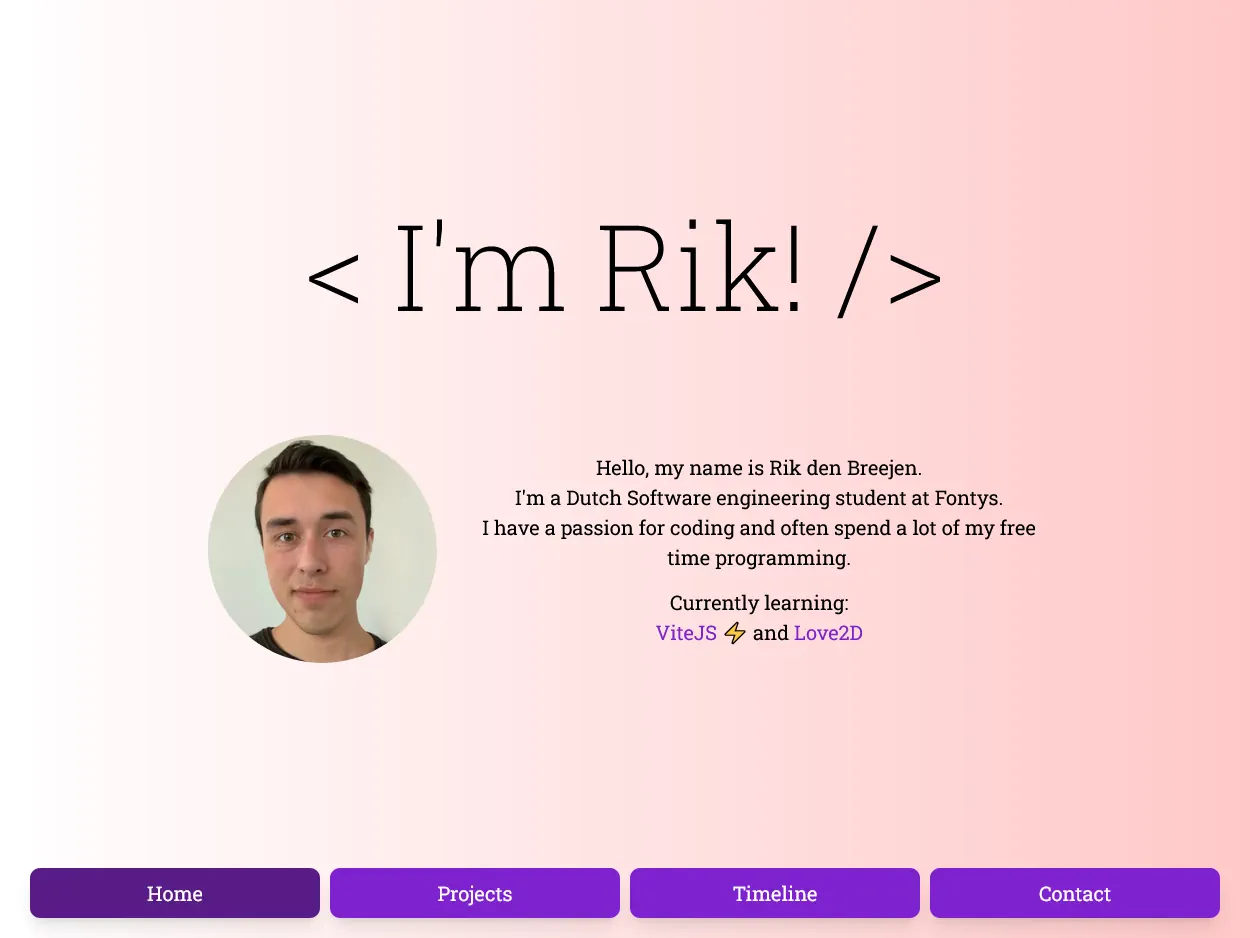 < I'm Rik! />
Hello, my name is Rik den Breejen.
I'm a Dutch Software engineering student at Fontys.
I have a passion for coding and often spend a lot of my free
time programming.
Currently learning:
ViteJS ⚡ and Love2D
Home
Projects
Timeline
Contact